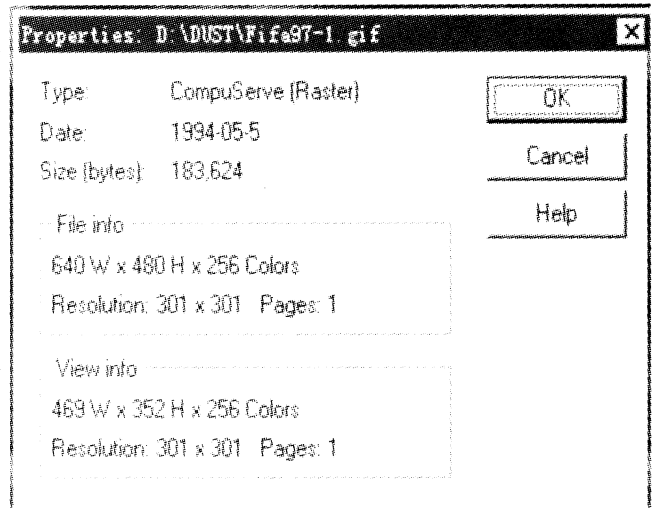 Properties: D:\DUST\Fifa97-1.gif
Type: CompuServe (Raster)
Date: 1994-05-5
Size (bytes): 183,624
File info
640 W x 480 H x 256 Colors
Resolution: 301 x 301 Pages: 1
View info
469 W x 352 H x 256 Colors
Resolution: 301 x 301 Pages: 1
OK
Cancel
Help